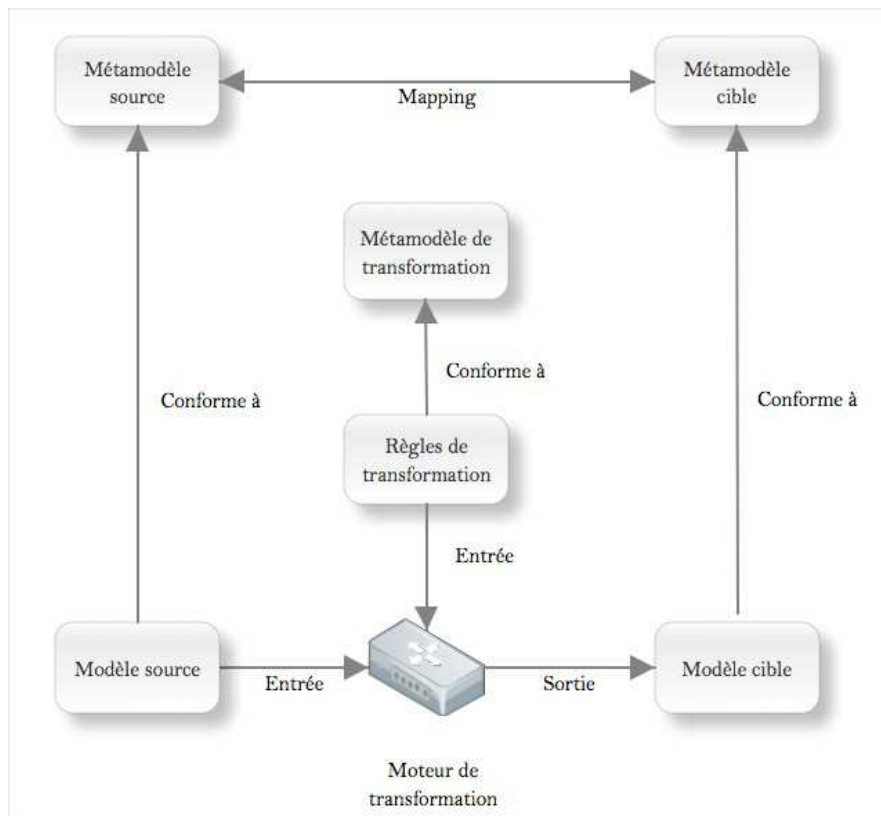 Métamodèle
source
Mapping
Métamodèle
cible
Métamodèle de
transformation
Conforme à
Conforme à
Conforme à
Règles de
transformation
Entrée
Modèle source
Entrée
Sortie
Modèle cible
Moteur de
transformation